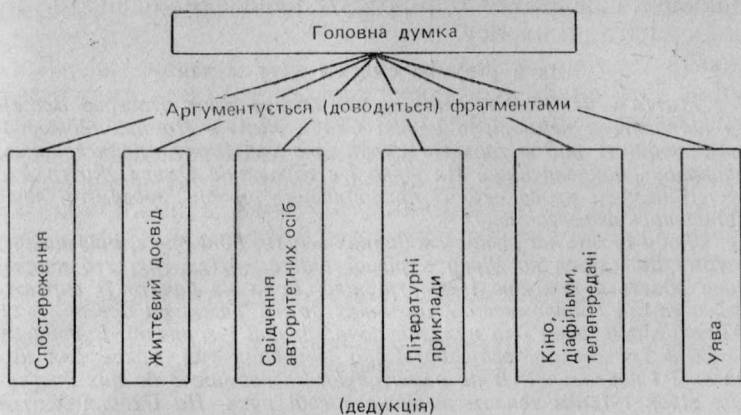 Головна думка
Аргументується (доводиться) фрагментами
Спостереження
Життєвий досвід
Свідчення
авторитетних осіб
Літературні
приклади
Кіно,
діафільми,
телепередачі
Уява
(дедукція)